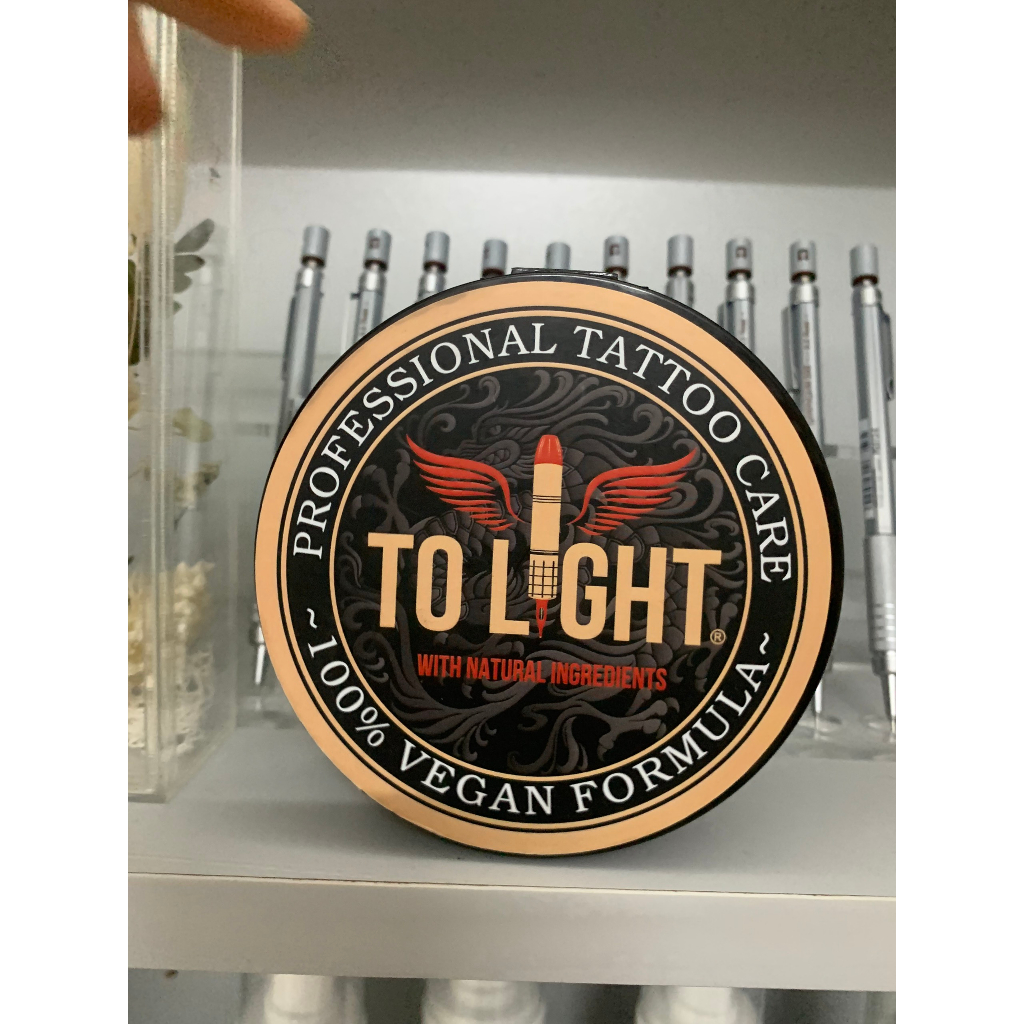 PROFESSIONAL TATTOO CARE
TO LIGHT®
WITH NATURAL INGREDIENTS
~ 100% VEGAN FORMULA ~